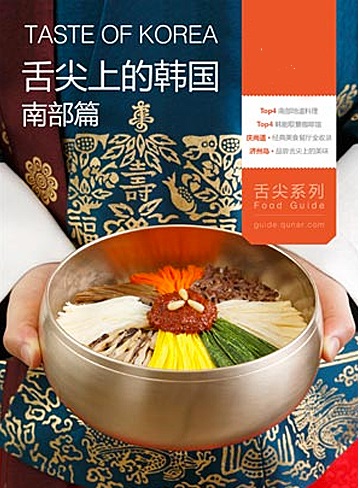 TASTE OF KOREA
舌尖上的韩国
南部篇
Top4 南部地道料理
Top4 韩剧取景咖啡馆
庆尚道·经典美食餐厅全收录
济州岛·品尝舌尖上的美味
舌尖系列
Food Guide
guide.qunar.com
壽
福